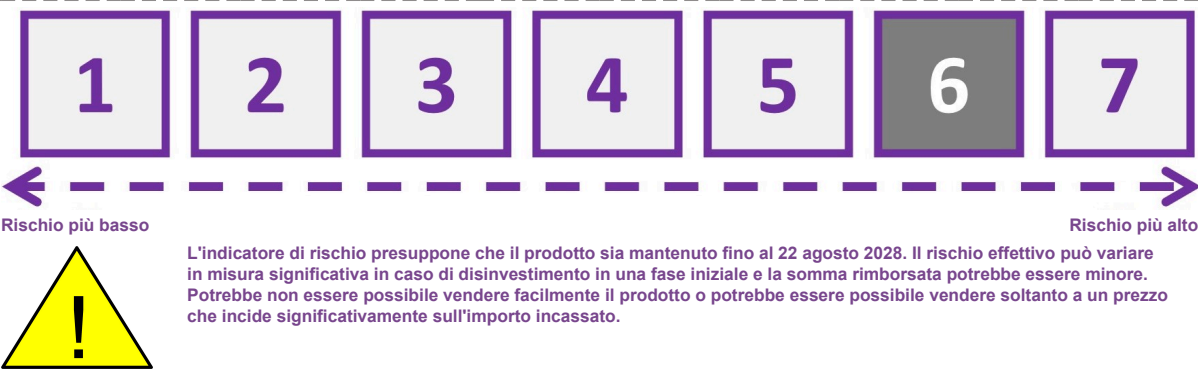 1 2 3 4 5 6 7
Rischio più basso Rischio più alto
!
L'indicatore di rischio presuppone che il prodotto sia mantenuto fino al 22 agosto 2028. Il rischio effettivo può variare
in misura significativa in caso di disinvestimento in una fase iniziale e la somma rimborsata potrebbe essere minore.
Potrebbe non essere possibile vendere facilmente il prodotto o potrebbe essere possibile vendere soltanto a un prezzo
che incide significativamente sull'importo incassato.